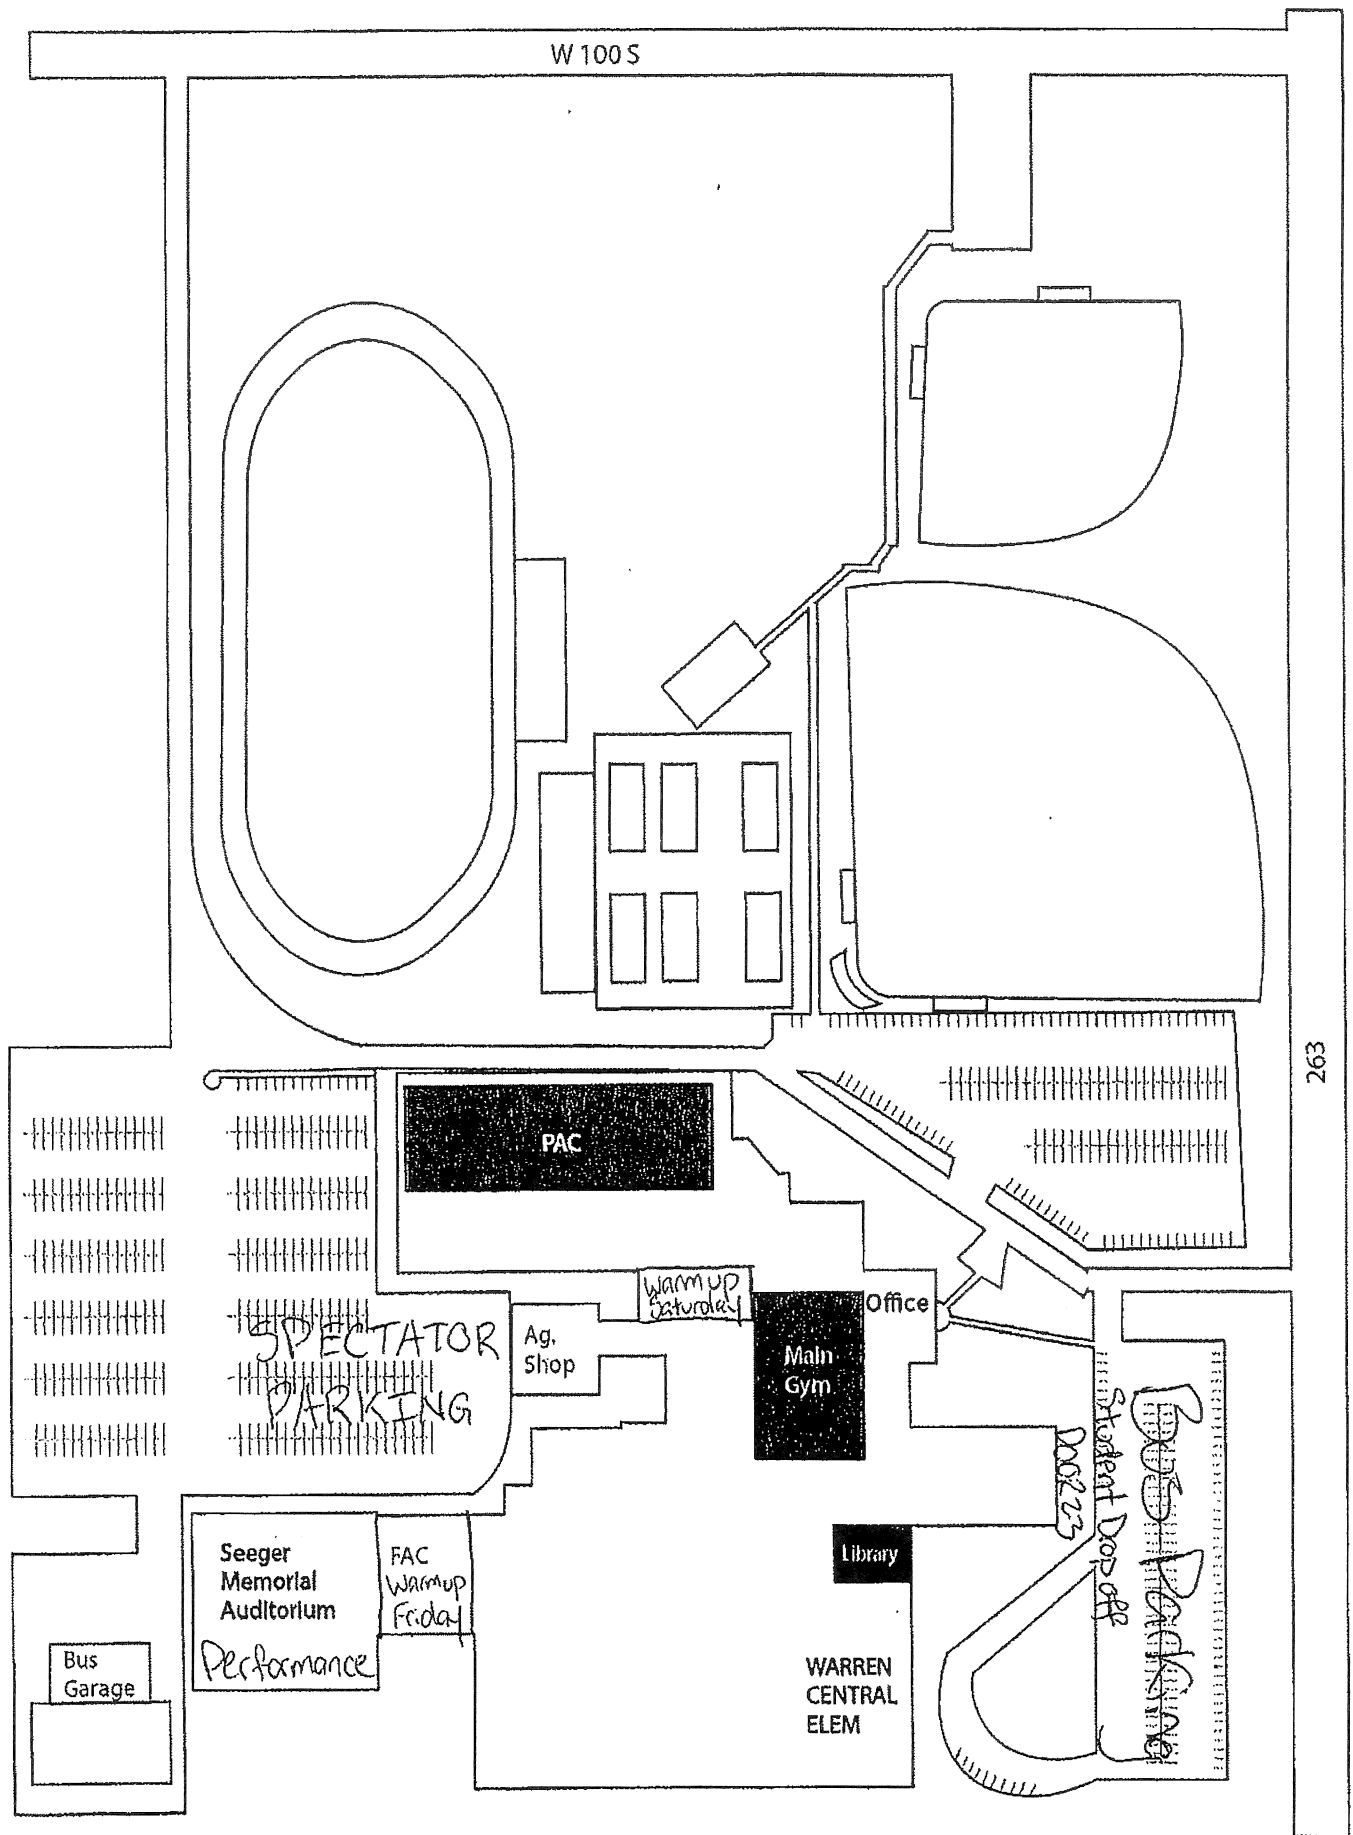 W 100 S
263
PAC
Warmup
Saturday
Office
Ag.
Shop
Main
Gym
SPECTATOR
PARKING
Door 23
Student Drop off
Bus Parking
Library
Seeger
Memorial
Auditorium
Performance
FAC
Warmup
Friday
Bus
Garage
WARREN
CENTRAL
ELEM